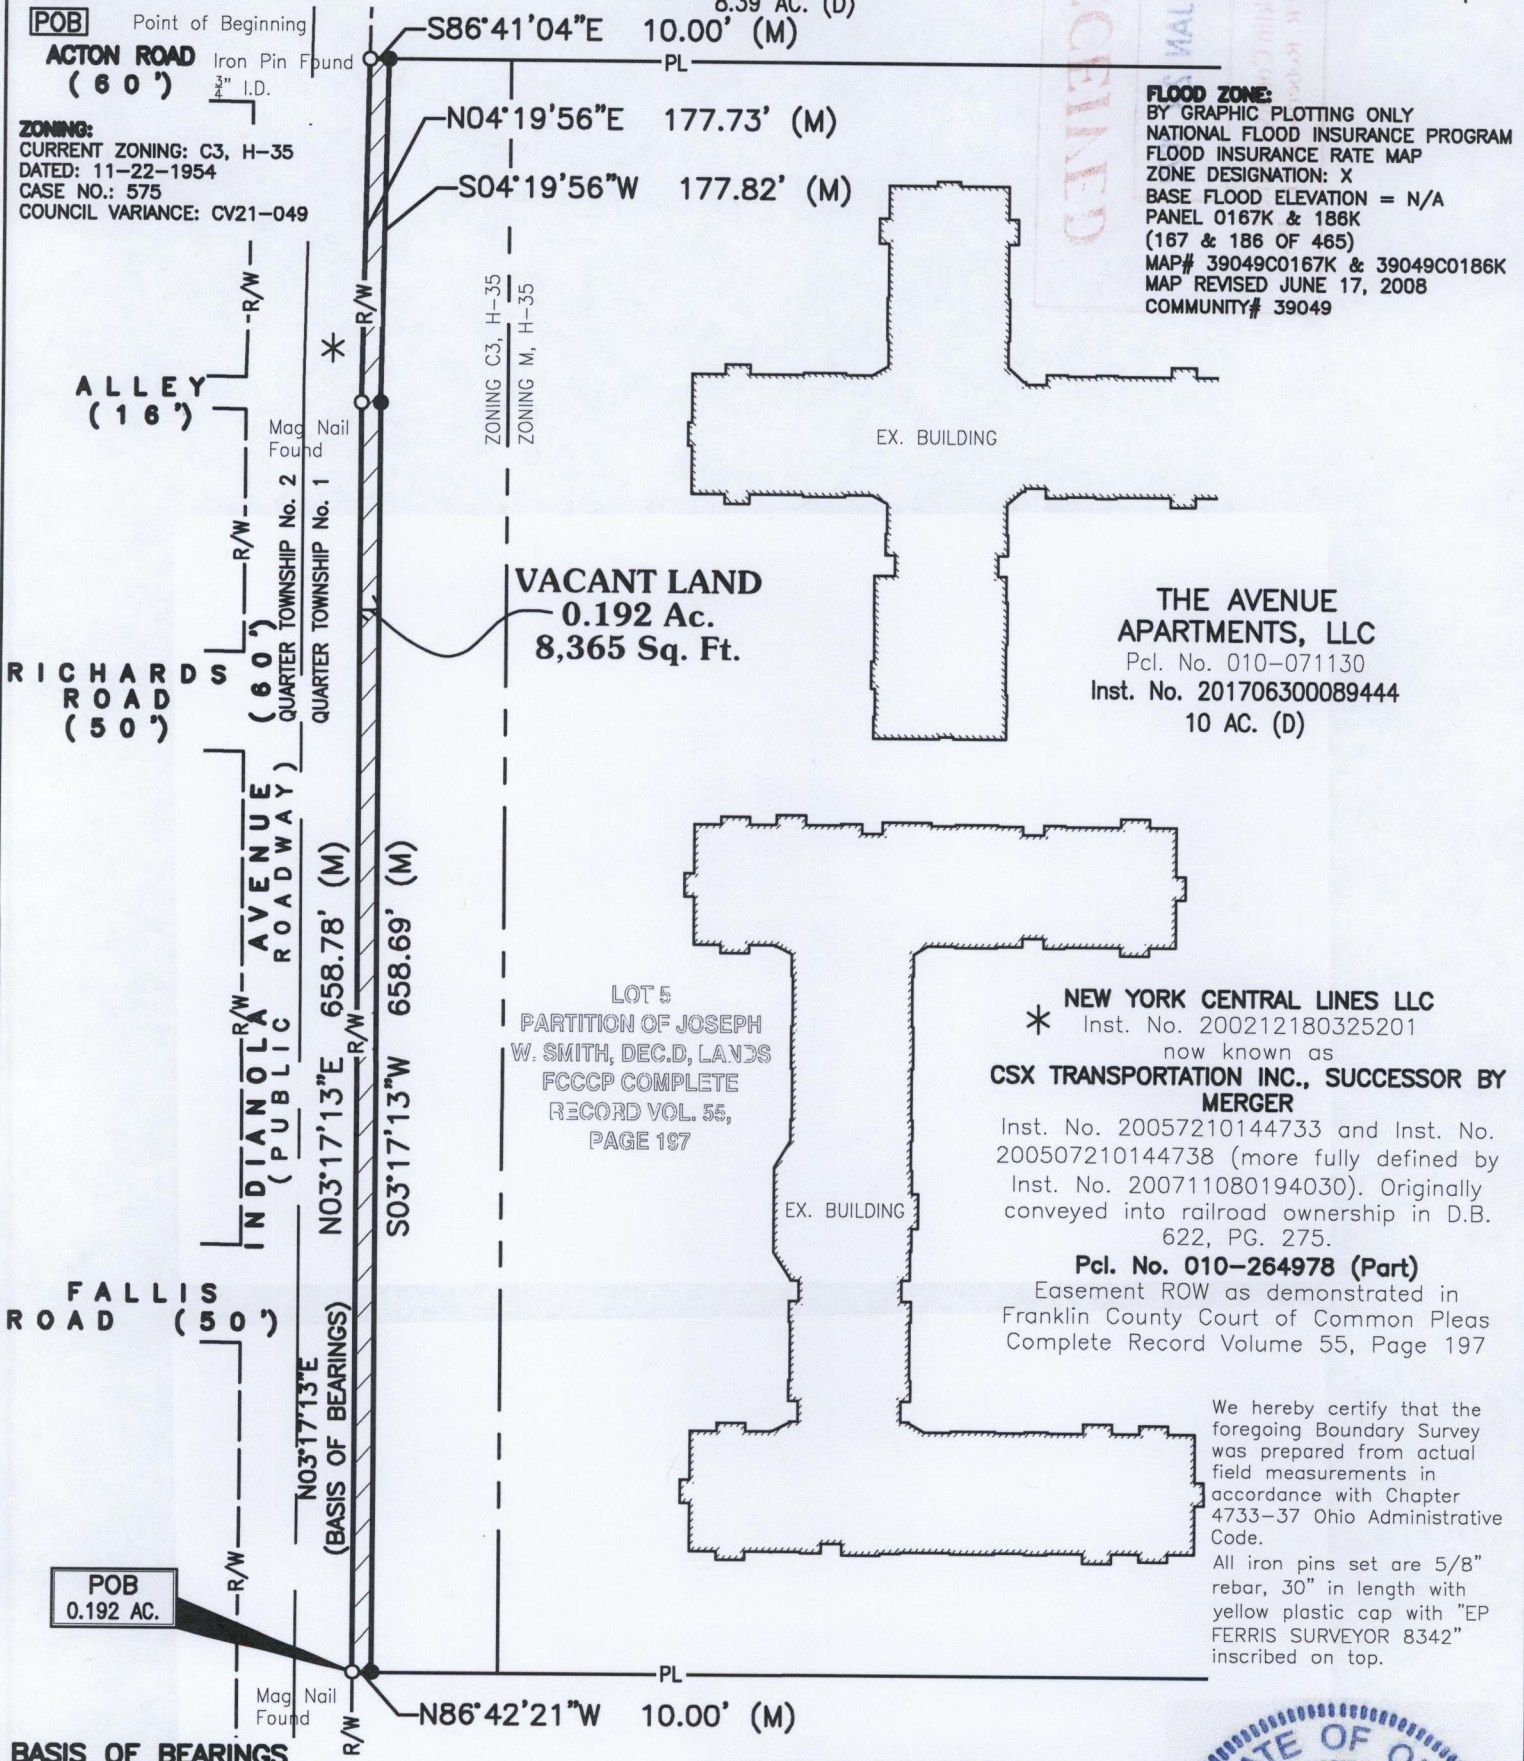 8.39 AC. (D)
POB Point of Beginning
S86°41'04"E 10.00' (M)
ACTON ROAD
(60')
Iron Pin Found
3/4" I.D.
PL
N04°19'56"E 177.73' (M)
S04°19'56"W 177.82' (M)
ZONING:
CURRENT ZONING: C3, H-35
DATED: 11-22-1954
CASE NO.: 575
COUNCIL VARIANCE: CV21-049
FLOOD ZONE:
BY GRAPHIC PLOTTING ONLY
NATIONAL FLOOD INSURANCE PROGRAM
FLOOD INSURANCE RATE MAP
ZONE DESIGNATION: X
BASE FLOOD ELEVATION = N/A
PANEL 0167K & 186K
(167 & 186 OF 465)
MAP# 39049C0167K & 39049C0186K
MAP REVISED JUNE 17, 2008
COMMUNITY# 39049
JAN
R/W
R/W
*
ZONING C3, H-35
ZONING M, H-35
ALLEY
(16')
Mag Nail
Found
EX. BUILDING
R/W
QUARTER TOWNSHIP No. 2
QUARTER TOWNSHIP No. 1
VACANT LAND
0.192 Ac.
8,365 Sq. Ft.
THE AVENUE
APARTMENTS, LLC
Pcl. No. 010-071130
Inst. No. 201706300089444
10 AC. (D)
RICHARDS
ROAD
(50')
INDIANOLA AVENUE (60')
(PUBLIC ROADWAY)
R/W
N03°17'13"E 658.78' (M)
R/W
S03°17'13"W 658.69' (M)
LOT 5
PARTITION OF JOSEPH
W. SMITH, DEC.D, LANDS
FCCCP COMPLETE
RECORD VOL. 55,
PAGE 197
EX. BUILDING
* NEW YORK CENTRAL LINES LLC
Inst. No. 200212180325201
now known as
CSX TRANSPORTATION INC., SUCCESSOR BY
MERGER
Inst. No. 20057210144733 and Inst. No.
200507210144738 (more fully defined by
Inst. No. 200711080194030). Originally
conveyed into railroad ownership in D.B.
622, PG. 275.
Pcl. No. 010-264978 (Part)
Easement ROW as demonstrated in
Franklin County Court of Common Pleas
Complete Record Volume 55, Page 197
FALLIS
ROAD (50')
N03°17'13"E
(BASIS OF BEARINGS)
R/W
We hereby certify that the
foregoing Boundary Survey
was prepared from actual
field measurements in
accordance with Chapter
4733-37 Ohio Administrative
Code.
All iron pins set are 5/8"
rebar, 30" in length with
yellow plastic cap with "EP
FERRIS SURVEYOR 8342"
inscribed on top.
POB
0.192 AC.
PL
Mag Nail
Found
N86°42'21"W 10.00' (M)
R/W
BASIS OF BEARINGS
OF